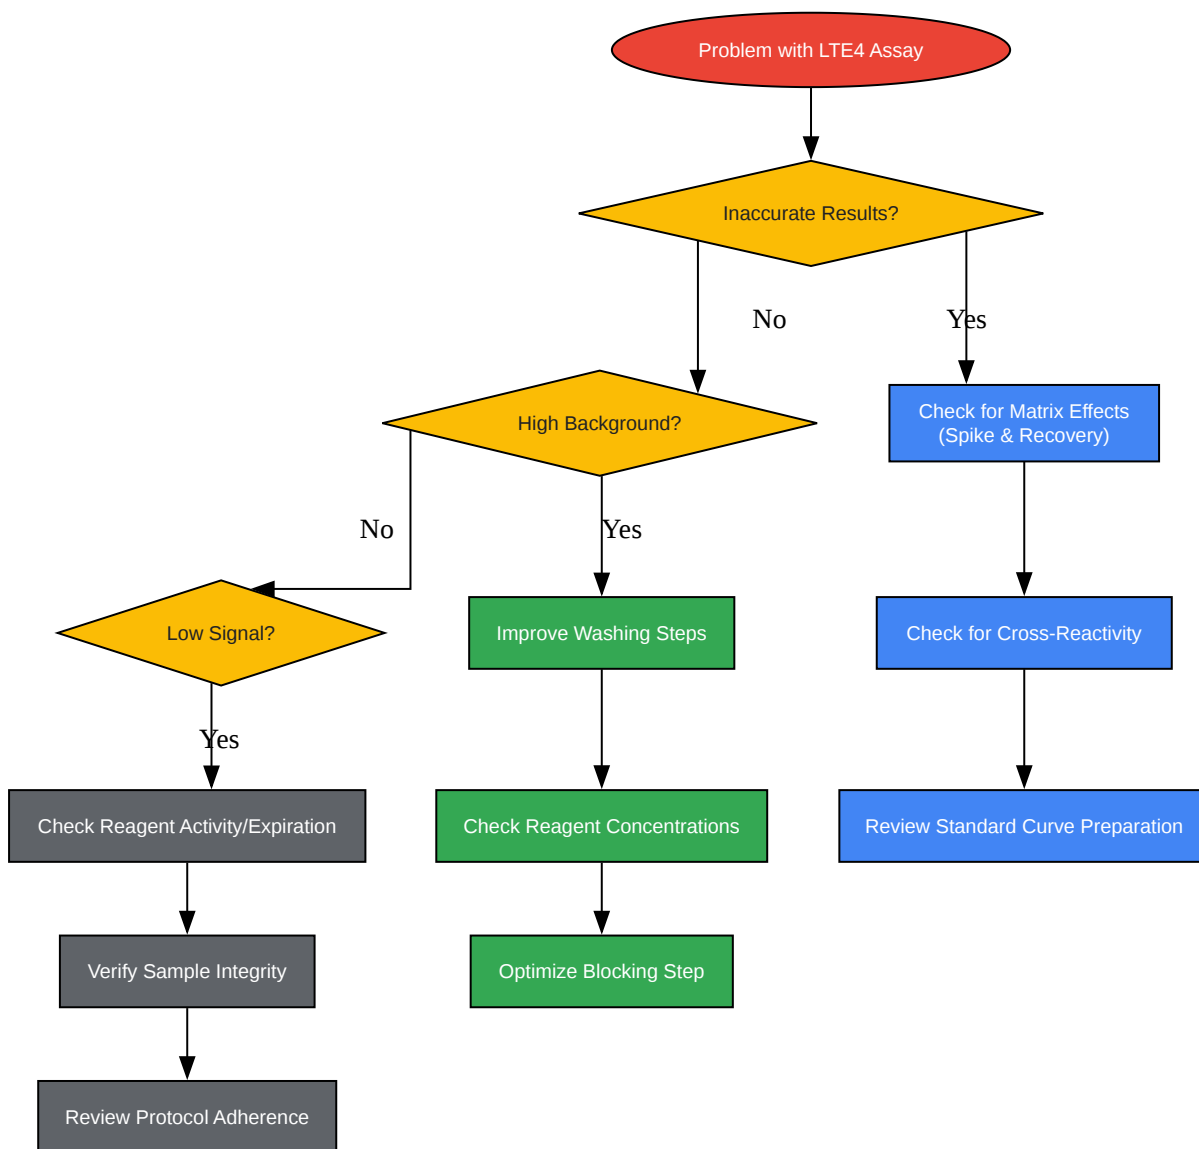 Problem with LTE4 Assay
Inaccurate Results?
No
Yes
High Background?
Check for Matrix Effects
(Spike & Recovery)
No
Yes
Low Signal?
Improve Washing Steps
Check for Cross-Reactivity
Yes
Check Reagent Activity/Expiration
Check Reagent Concentrations
Review Standard Curve Preparation
Verify Sample Integrity
Optimize Blocking Step
Review Protocol Adherence